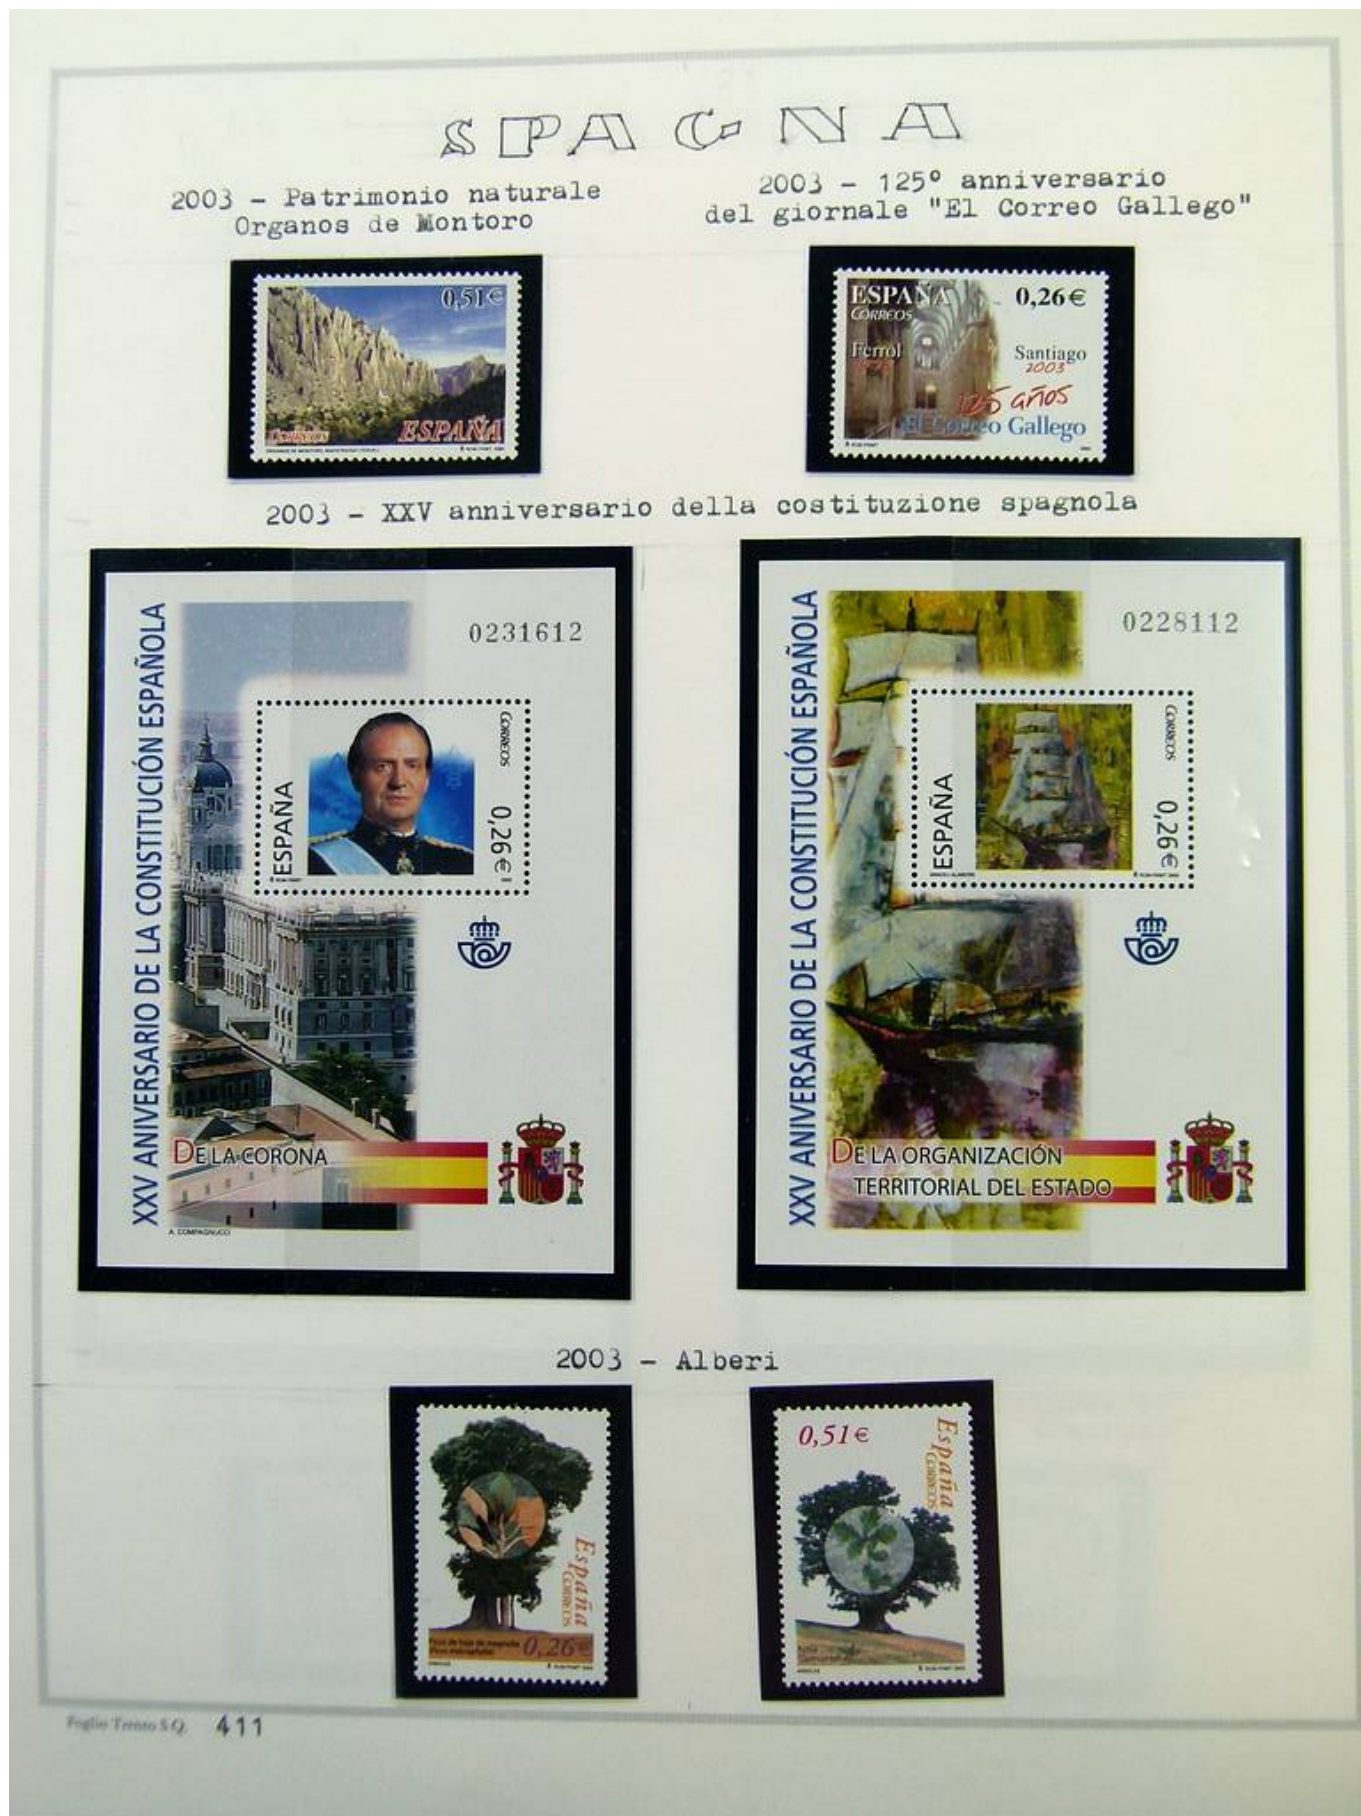 SPAGNA
2003 - Patrimonio naturale
Organos de Montoro
2003 - 125º anniversario
del giornale "El Correo Gallego"
0,51€
CORREOS
ESPAÑA
ESPAÑA
0,26€
CORREOS
Ferrol
Santiago
2003
125 años
El Correo Gallego
2003 - XXV anniversario della costituzione spagnola
XXV ANIVERSARIO DE LA CONSTITUCIÓN ESPAÑOLA
0231612
ESPAÑA
CORREOS
0,26€
DE LA CORONA
A. COMPAGNUCCI
XXV ANIVERSARIO DE LA CONSTITUCIÓN ESPAÑOLA
0228112
ESPAÑA
CORREOS
0,26€
DE LA ORGANIZACIÓN
TERRITORIAL DEL ESTADO
2003 - Alberi
España
CORREOS
0,26€
0,51€
España
CORREOS
Foglio Trento S.Q. 411